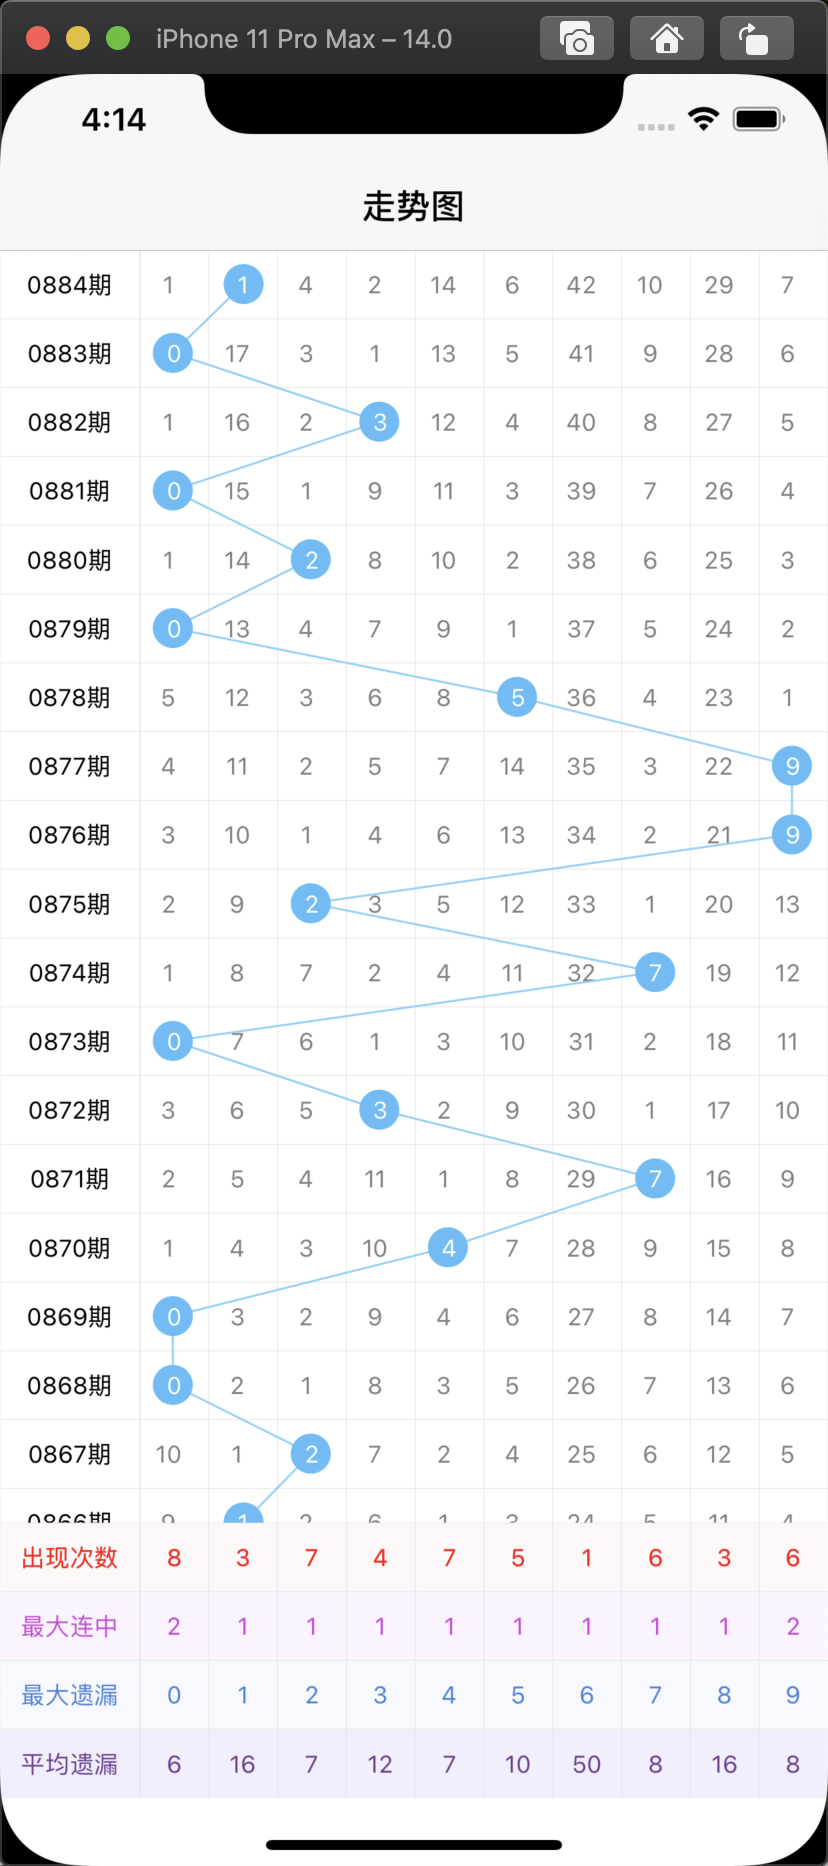 iPhone 11 Pro Max – 14.0
4:14
走势图
0884期 1 1 4 2 14 6 42 10 29 7
0883期 0 17 3 1 13 5 41 9 28 6
0882期 1 16 2 3 12 4 40 8 27 5
0881期 0 15 1 9 11 3 39 7 26 4
0880期 1 14 2 8 10 2 38 6 25 3
0879期 0 13 4 7 9 1 37 5 24 2
0878期 5 12 3 6 8 5 36 4 23 1
0877期 4 11 2 5 7 14 35 3 22 9
0876期 3 10 1 4 6 13 34 2 21 9
0875期 2 9 2 3 5 12 33 1 20 13
0874期 1 8 7 2 4 11 32 7 19 12
0873期 0 7 6 1 3 10 31 2 18 11
0872期 3 6 5 3 2 9 30 1 17 10
0871期 2 5 4 11 1 8 29 7 16 9
0870期 1 4 3 10 4 7 28 9 15 8
0869期 0 3 2 9 4 6 27 8 14 7
0868期 0 2 1 8 3 5 26 7 13 6
0867期 10 1 2 7 2 4 25 6 12 5
0866期 9 1 2 6 1 3 24 5 11 4
出现次数 8 3 7 4 7 5 1 6 3 6
最大连中 2 1 1 1 1 1 1 1 1 2
最大遗漏 0 1 2 3 4 5 6 7 8 9
平均遗漏 6 16 7 12 7 10 50 8 16 8